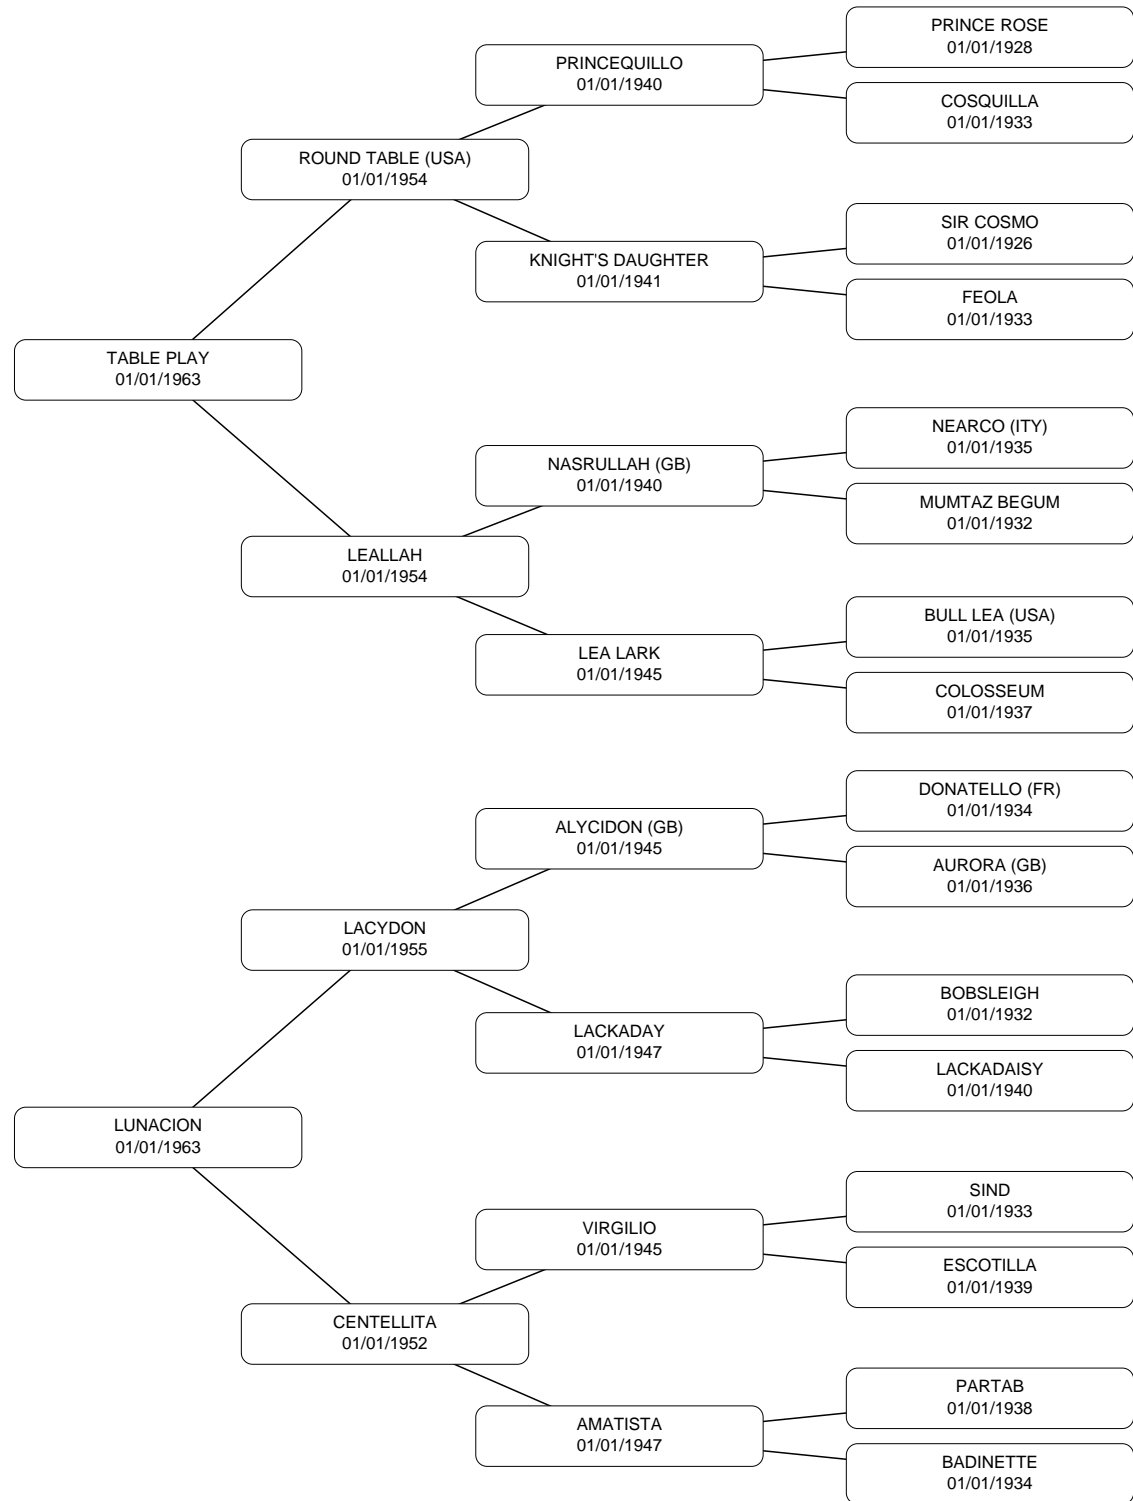 PRINCE ROSE
01/01/1928
PRINCEQUILLO
01/01/1940
COSQUILLA
01/01/1933
ROUND TABLE (USA)
01/01/1954
SIR COSMO
01/01/1926
KNIGHT'S DAUGHTER
01/01/1941
FEOLA
01/01/1933
TABLE PLAY
01/01/1963
NEARCO (ITY)
01/01/1935
NASRULLAH (GB)
01/01/1940
MUMTAZ BEGUM
01/01/1932
LEALLAH
01/01/1954
BULL LEA (USA)
01/01/1935
LEA LARK
01/01/1945
COLOSSEUM
01/01/1937
DONATELLO (FR)
01/01/1934
ALYCIDON (GB)
01/01/1945
AURORA (GB)
01/01/1936
LACYDON
01/01/1955
BOBSLEIGH
01/01/1932
LACKADAY
01/01/1947
LACKADAISY
01/01/1940
LUNACION
01/01/1963
SIND
01/01/1933
VIRGILIO
01/01/1945
ESCOTILLA
01/01/1939
CENTELLITA
01/01/1952
PARTAB
01/01/1938
AMATISTA
01/01/1947
BADINETTE
01/01/1934